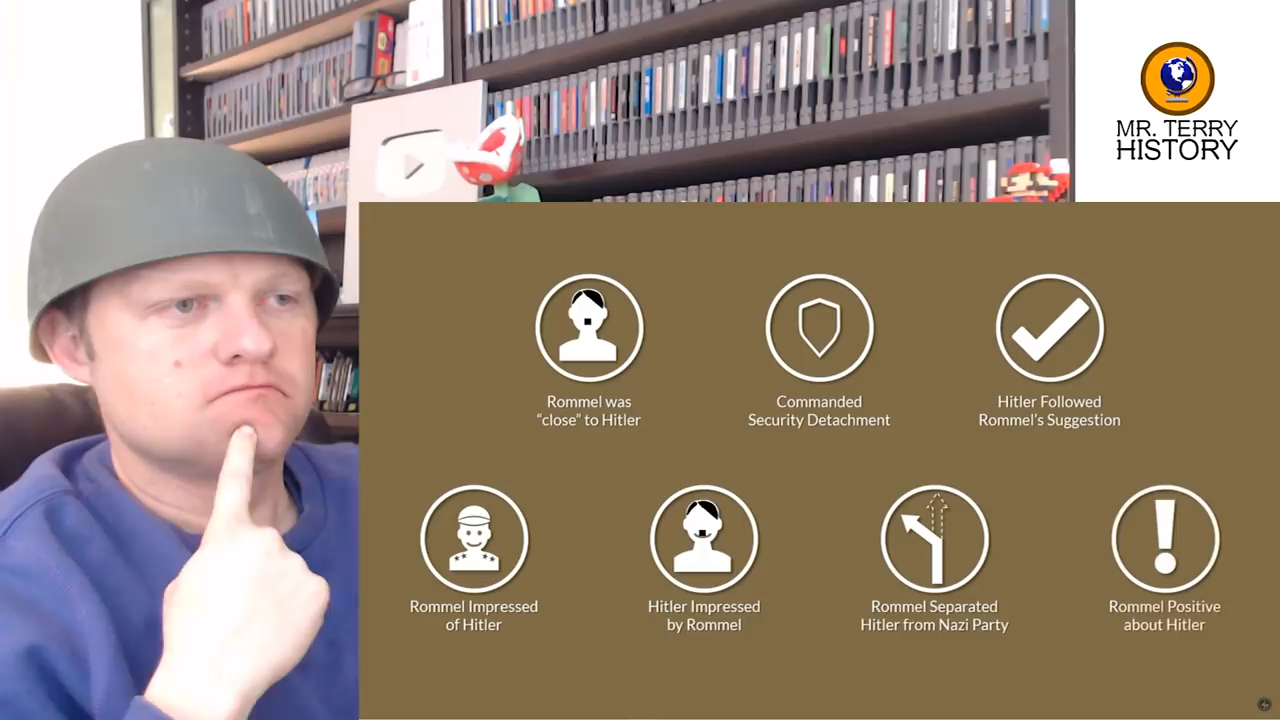 MR. TERRY
HISTORY
Rommel was
“close” to Hitler
Commanded
Security Detachment
Hitler Followed
Rommel’s Suggestion
Rommel Impressed
of Hitler
Hitler Impressed
by Rommel
Rommel Separated
Hitler from Nazi Party
Rommel Positive
about Hitler